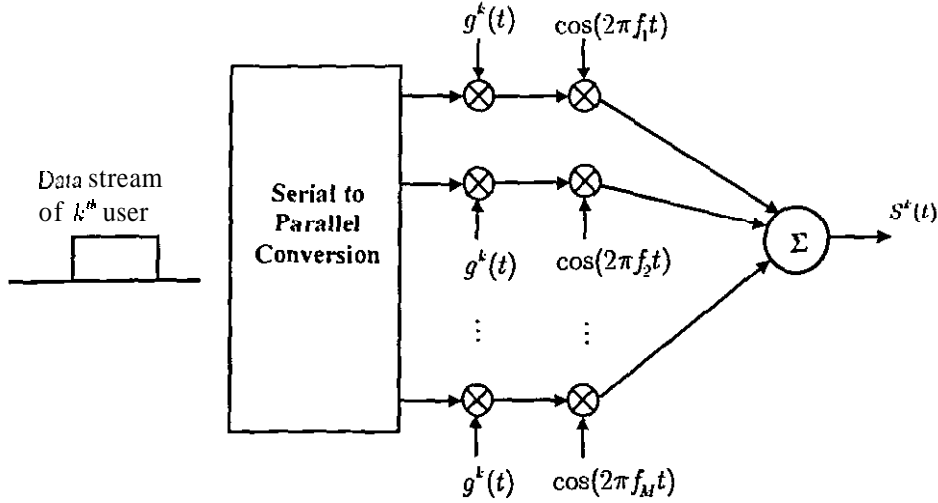 g^k(t) cos(2πf_1t)
Data stream
of k^th user
Serial to
Parallel
Conversion
g^k(t) cos(2πf_2t)
Σ
S^k(t)
⋮ ⋮
g^k(t) cos(2πf_Mt)